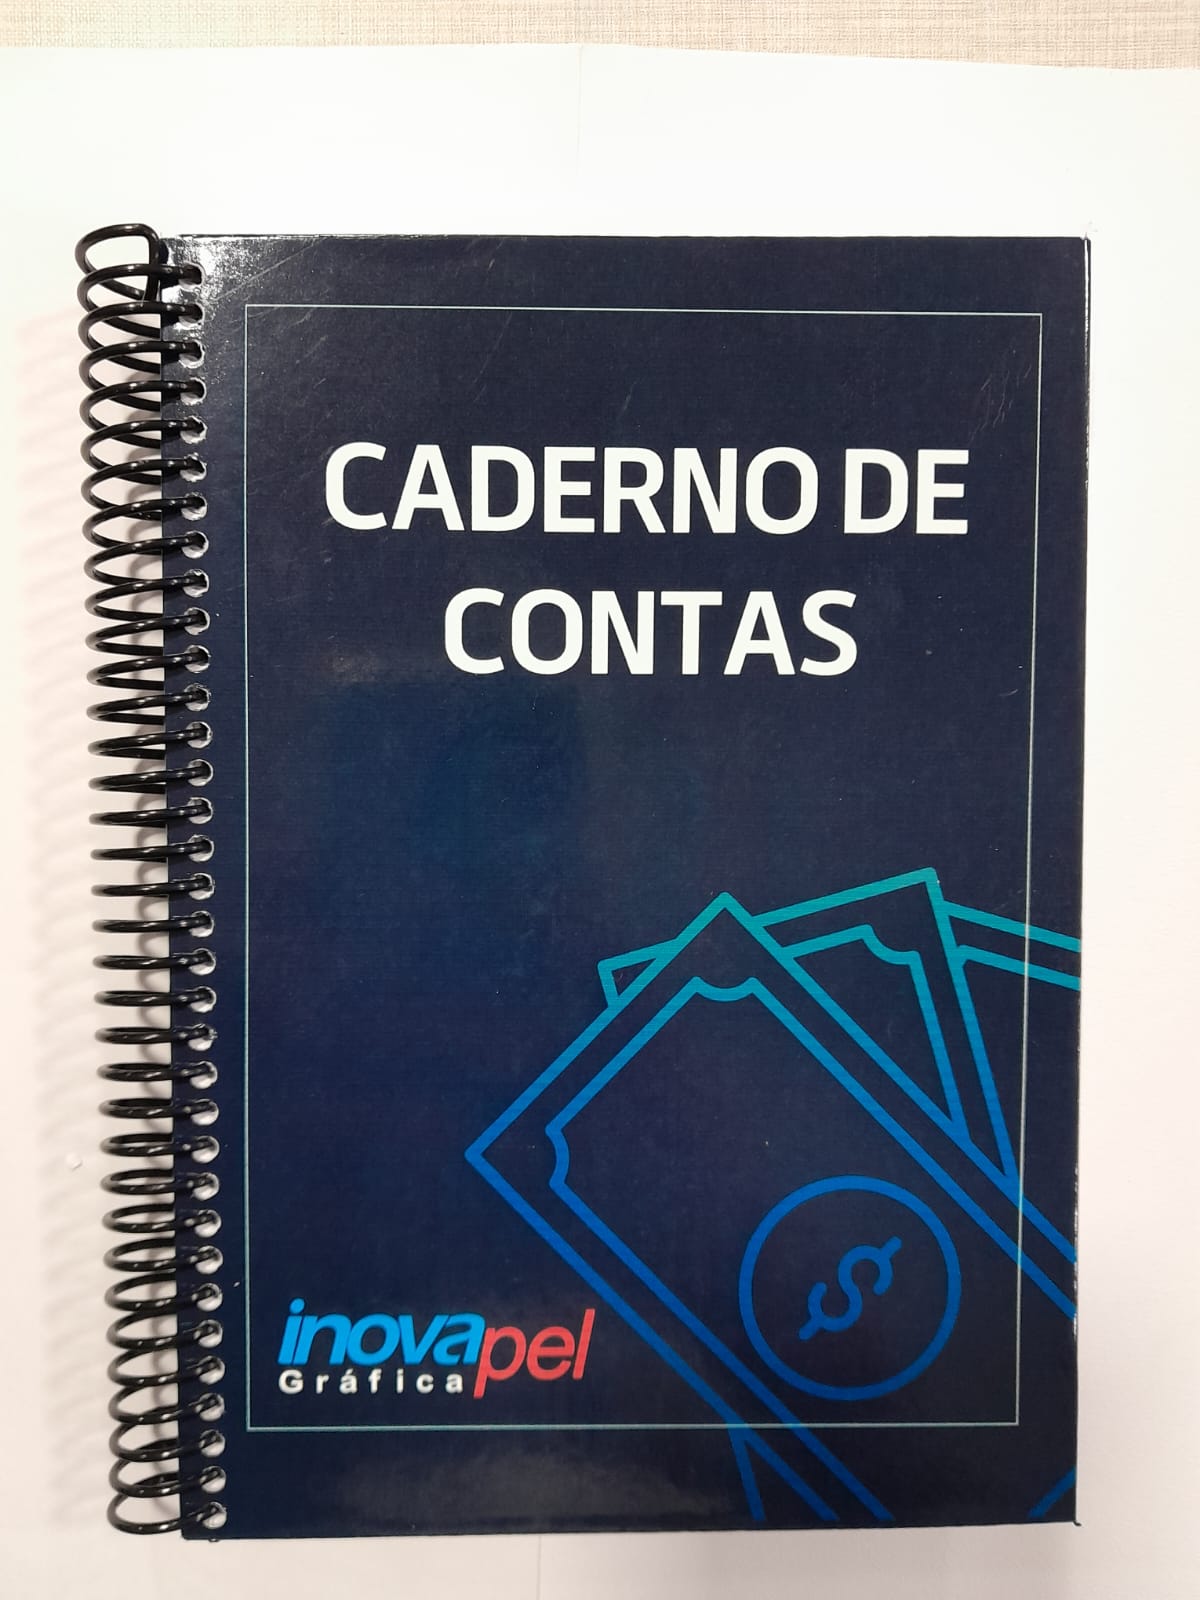 CADERNO DE
CONTAS
$
inovapel
Gráfica